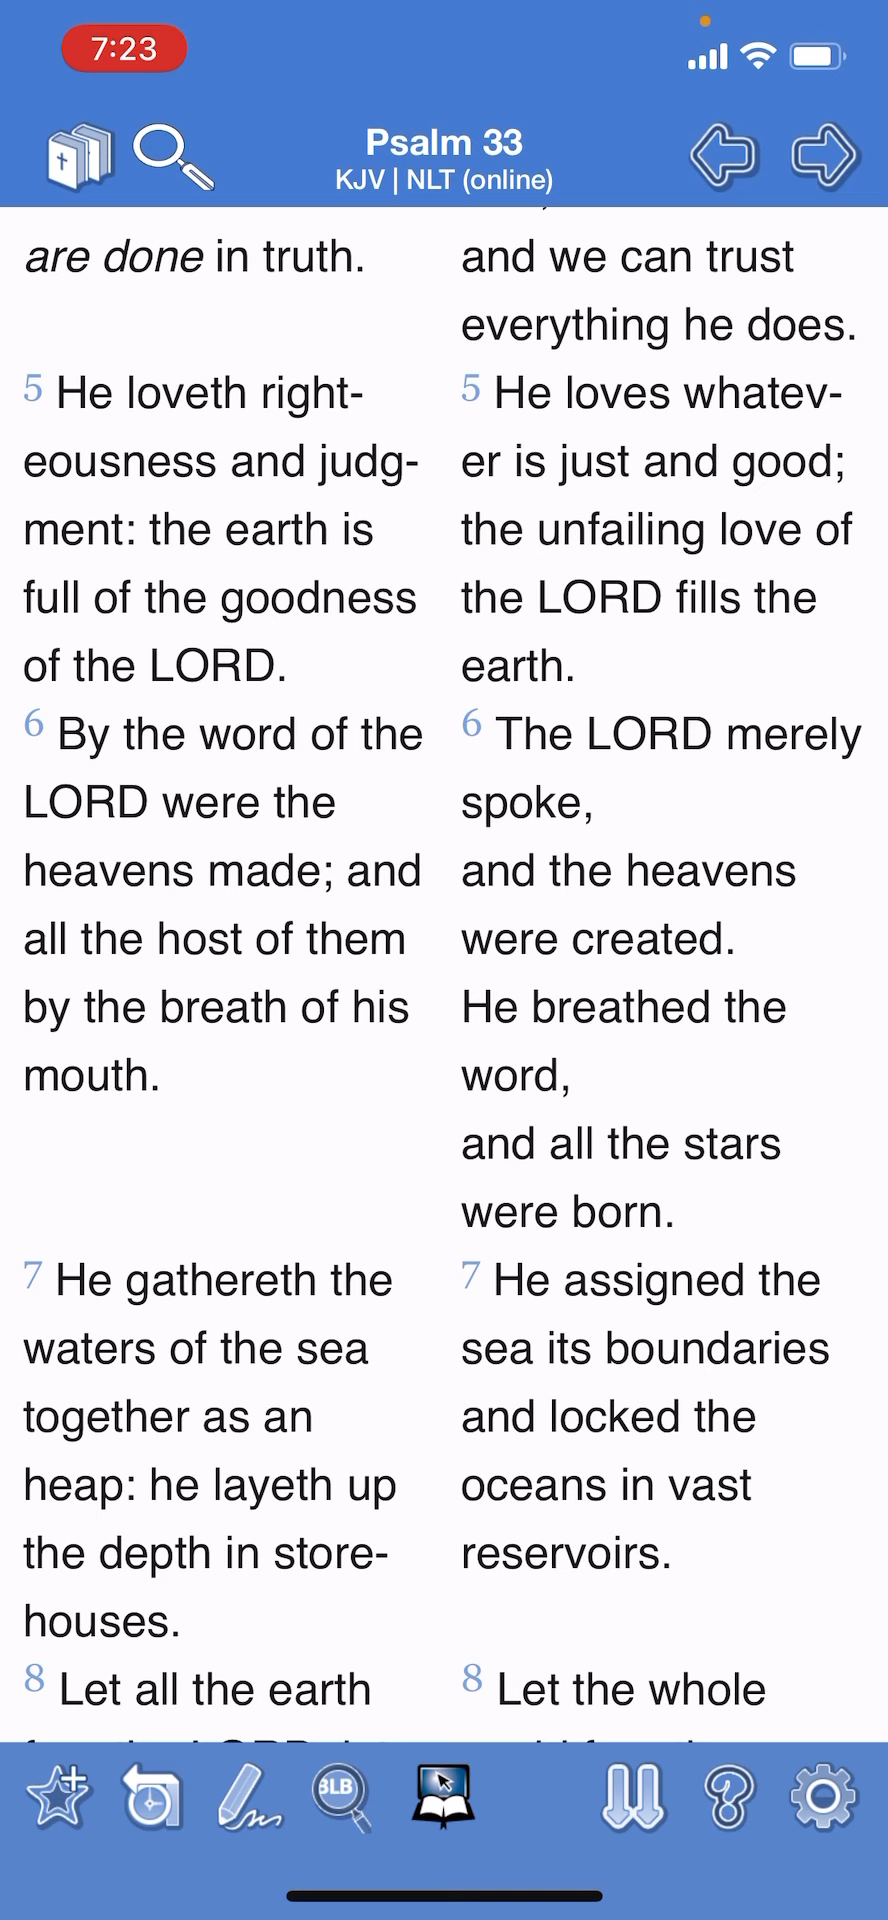 7:23
Psalm 33
KJV | NLT (online)
are done in truth.
5 He loveth right-
eousness and judg-
ment: the earth is
full of the goodness
of the LORD.
6 By the word of the
LORD were the
heavens made; and
all the host of them
by the breath of his
mouth.
7 He gathereth the
waters of the sea
together as an
heap: he layeth up
the depth in store-
houses.
8 Let all the earth
and we can trust
everything he does.
5 He loves whatev-
er is just and good;
the unfailing love of
the LORD fills the
earth.
6 The LORD merely
spoke,
and the heavens
were created.
He breathed the
word,
and all the stars
were born.
7 He assigned the
sea its boundaries
and locked the
oceans in vast
reservoirs.
8 Let the whole
BLB